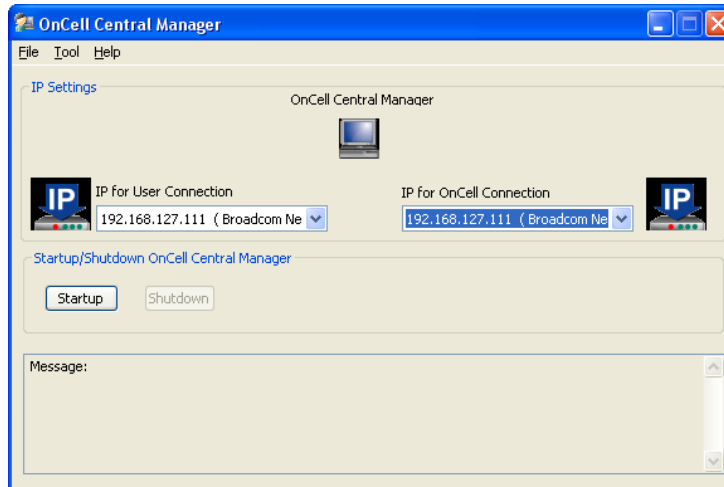 OnCell Central Manager
File Tool Help
IP Settings
OnCell Central Manager
IP IP for User Connection IP for OnCell Connection IP
192.168.127.111 ( Broadcom Ne 192.168.127.111 ( Broadcom Ne
Startup/Shutdown OnCell Central Manager
Startup Shutdown
Message: